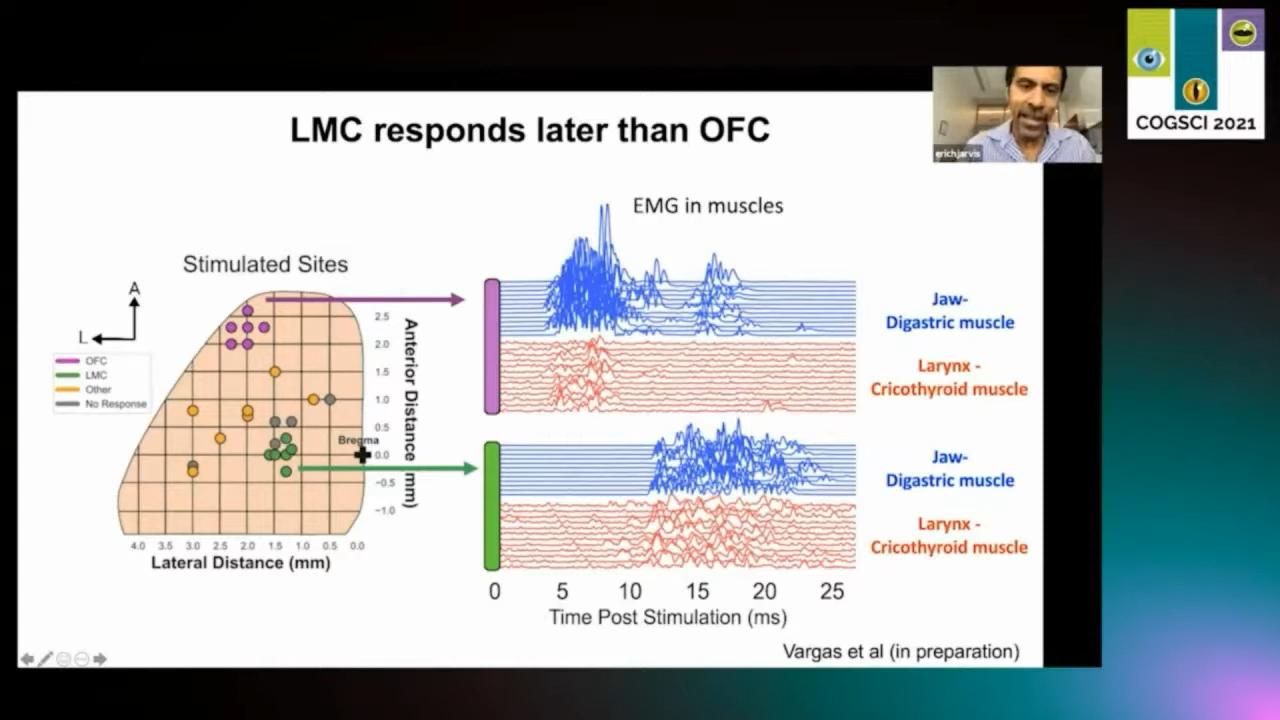 COGSCI 2021
erichjarvis
LMC responds later than OFC
EMG in muscles
Stimulated Sites
A
L
OFC
LMC
Other
No Response
2.5
2.0
1.5
1.0
0.5
0.0
−0.5
−1.0
Anterior Distance (mm)
Bregma
4.0 3.5 3.0 2.5 2.0 1.5 1.0 0.5 0.0
Lateral Distance (mm)
Jaw-
Digastric muscle
Larynx -
Cricothyroid muscle
Jaw-
Digastric muscle
Larynx -
Cricothyroid muscle
0 5 10 15 20 25
Time Post Stimulation (ms)
Vargas et al (in preparation)